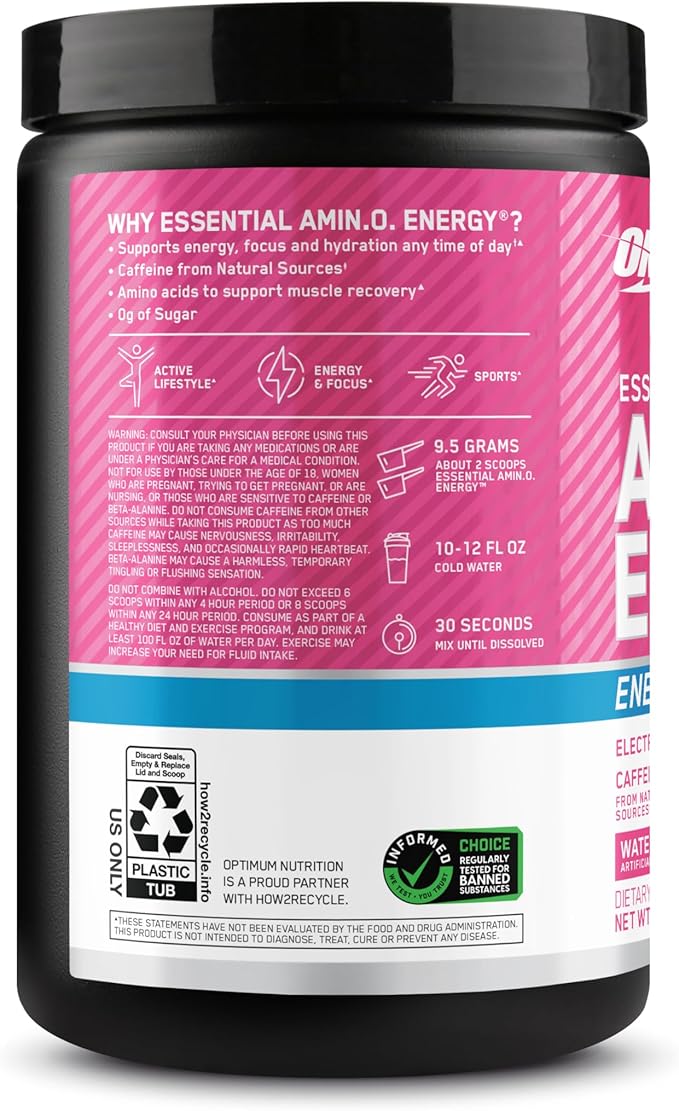 WHY ESSENTIAL AMIN.O. ENERGY®?
• Supports energy, focus and hydration any time of day†▲
• Caffeine from Natural Sources†
• Amino acids to support muscle recovery▲
• 0g of Sugar
ACTIVE
LIFESTYLE▲
ENERGY
& FOCUS▲
SPORTS▲
WARNING: CONSULT YOUR PHYSICIAN BEFORE USING THIS
PRODUCT IF YOU ARE TAKING ANY MEDICATIONS OR ARE
UNDER A PHYSICIAN'S CARE FOR A MEDICAL CONDITION.
NOT FOR USE BY THOSE UNDER THE AGE OF 18, WOMEN
WHO ARE PREGNANT, TRYING TO GET PREGNANT, OR ARE
NURSING, OR THOSE WHO ARE SENSITIVE TO CAFFEINE OR
BETA-ALANINE. DO NOT CONSUME CAFFEINE FROM OTHER
SOURCES WHILE TAKING THIS PRODUCT AS TOO MUCH
CAFFEINE MAY CAUSE NERVOUSNESS, IRRITABILITY,
SLEEPLESSNESS, AND OCCASIONALLY RAPID HEARTBEAT.
BETA-ALANINE MAY CAUSE A HARMLESS, TEMPORARY
TINGLING OR FLUSHING SENSATION.
DO NOT COMBINE WITH ALCOHOL. DO NOT EXCEED 6
SCOOPS WITHIN ANY 4 HOUR PERIOD OR 8 SCOOPS
WITHIN ANY 24 HOUR PERIOD. CONSUME AS PART OF A
HEALTHY DIET AND EXERCISE PROGRAM, AND DRINK AT
LEAST 100 FL OZ OF WATER PER DAY. EXERCISE MAY
INCREASE YOUR NEED FOR FLUID INTAKE.
9.5 GRAMS
ABOUT 2 SCOOPS
ESSENTIAL AMIN.O.
ENERGY™
10-12 FL OZ
COLD WATER
30 SECONDS
MIX UNTIL DISSOLVED
Discard Seals,
Empty & Replace
Lid and Scoop
PLASTIC
TUB
US ONLY
how2recycle.info
OPTIMUM NUTRITION
IS A PROUD PARTNER
WITH HOW2RECYCLE.
INFORMED
WE TEST • YOU TRUST
CHOICE
REGULARLY
TESTED FOR
BANNED
SUBSTANCES
▲THESE STATEMENTS HAVE NOT BEEN EVALUATED BY THE FOOD AND DRUG ADMINISTRATION.
THIS PRODUCT IS NOT INTENDED TO DIAGNOSE, TREAT, CURE OR PREVENT ANY DISEASE.
ON
ESS
A
E
ENE
ELECTR
CAFFEI
FROM NAT
SOURCES
WATE
ARTIFICIA
DIETARY
NET WT